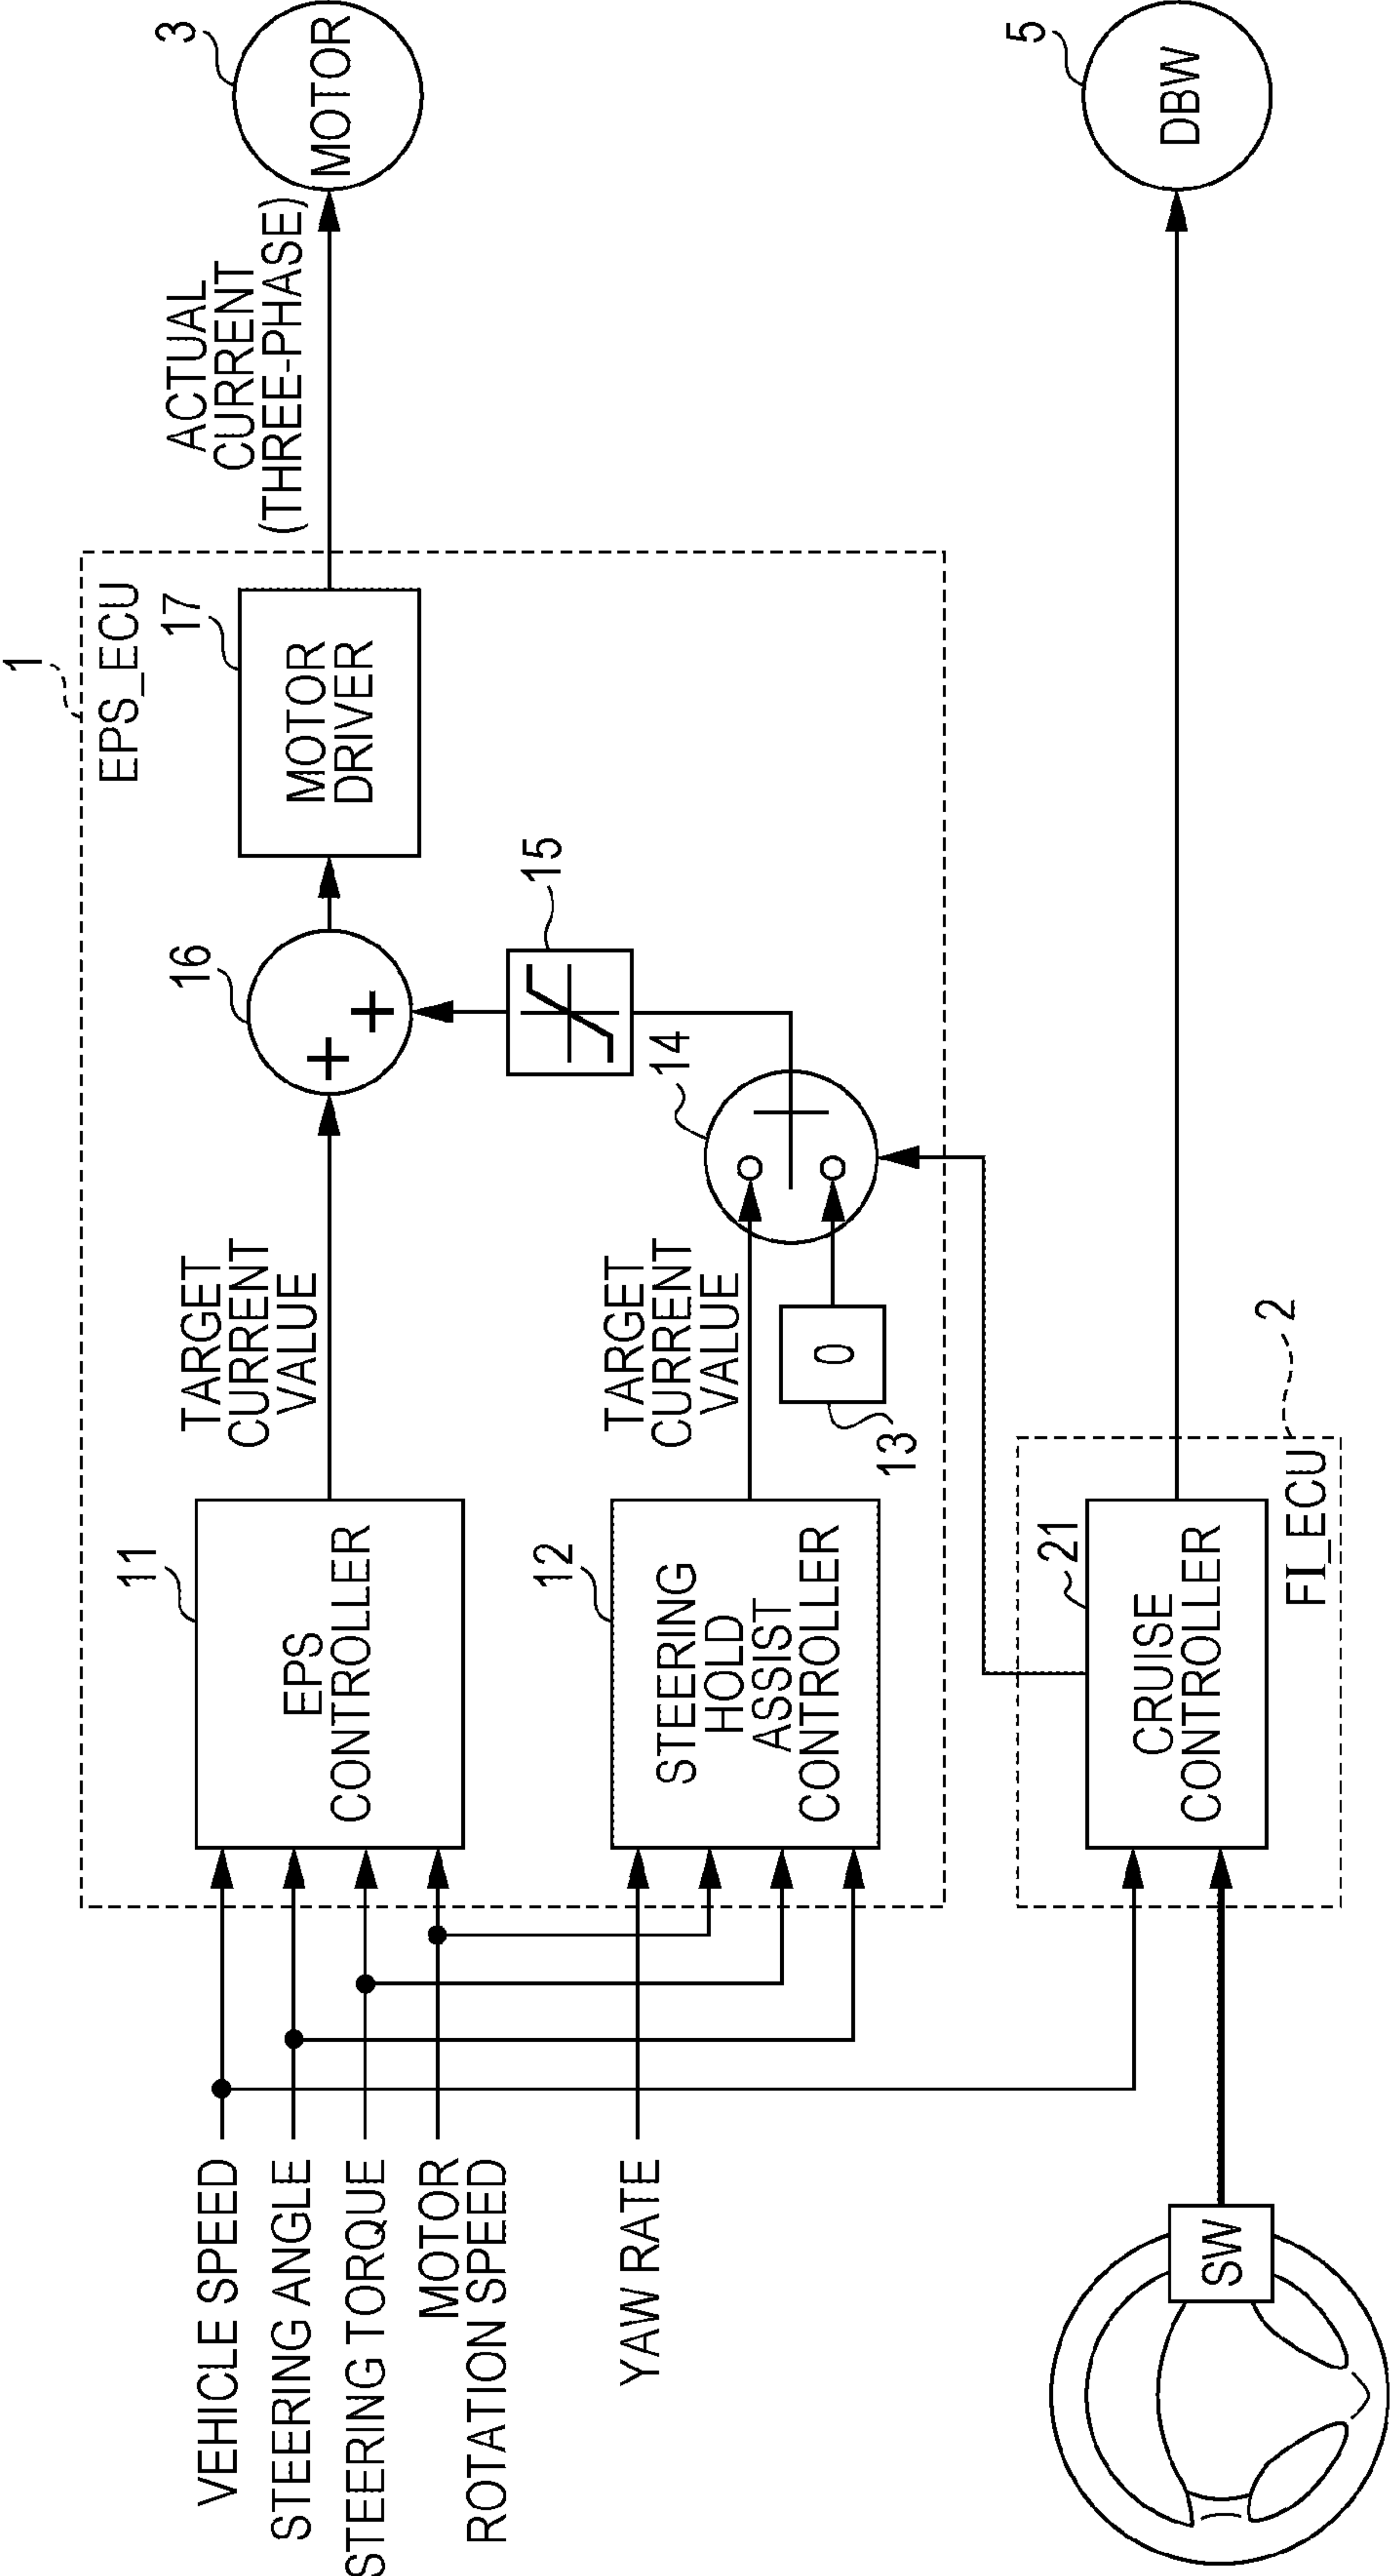 1
EPS_ECU
VEHICLE SPEED
STEERING ANGLE
STEERING TORQUE
MOTOR
ROTATION SPEED
YAW RATE
11
EPS
CONTROLLER
TARGET
CURRENT
VALUE
16
+
+
17
MOTOR
DRIVER
ACTUAL
CURRENT
(THREE-PHASE)
3
MOTOR
12
STEERING
HOLD
ASSIST
CONTROLLER
TARGET
CURRENT
VALUE
13
0
14
15
SW
21
CRUISE
CONTROLLER
FI_ECU
2
5
DBW